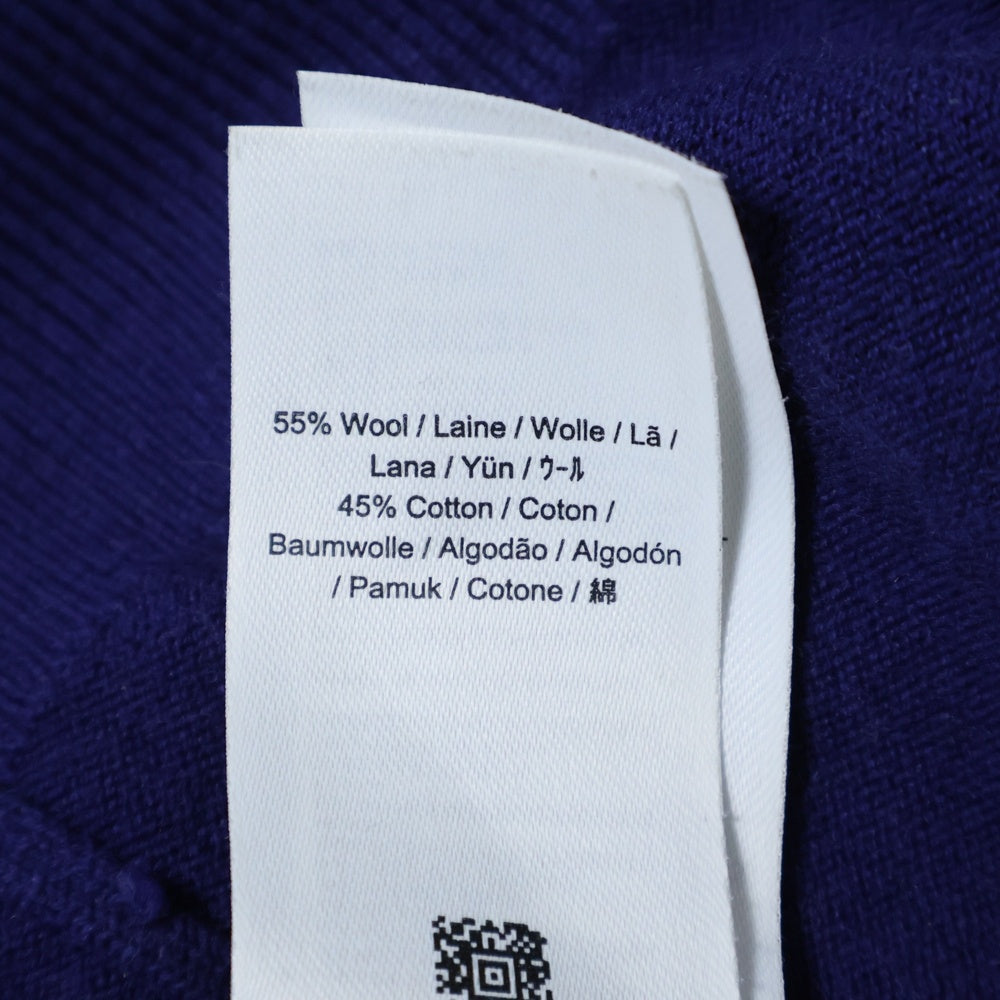 55% Wool / Laine / Wolle / Lã /
Lana / Yün / ウール
45% Cotton / Coton /
Baumwolle / Algodão / Algodón
/ Pamuk / Cotone / 綿